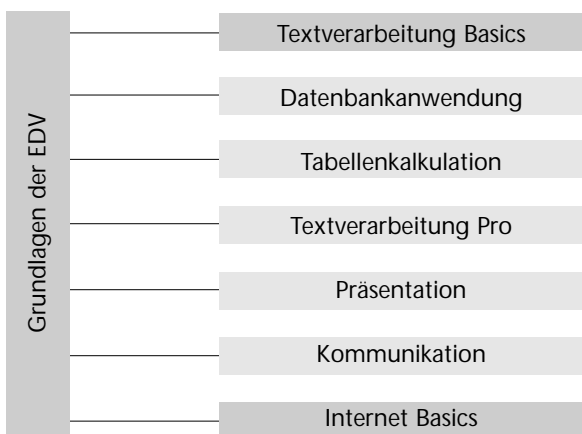 Grundlagen der EDV
Textverarbeitung Basics
Datenbankanwendung
Tabellenkalkulation
Textverarbeitung Pro
Präsentation
Kommunikation
Internet Basics